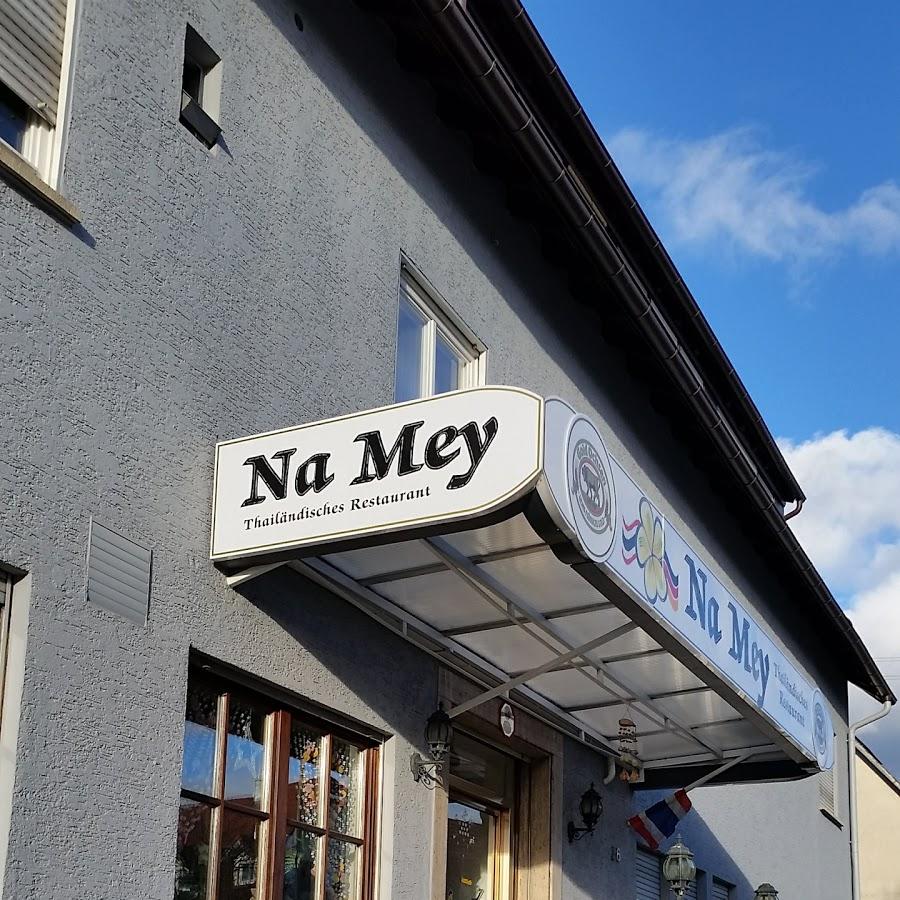 Na Mey
Thailändisches Restaurant
Na Mey
Thailändisches
Restaurant